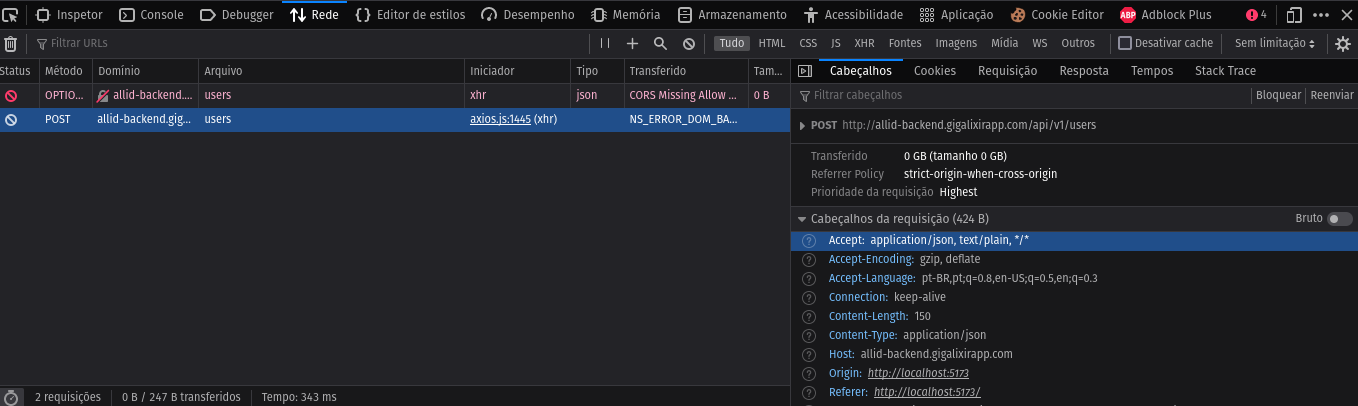 Inspetor Console Debugger Rede Editor de estilos Desempenho Memória Armazenamento Acessibilidade Aplicação Cookie Editor ABP Adblock Plus 4
Filtrar URLs Tudo HTML CSS JS XHR Fontes Imagens Mídia WS Outros Desativar cache Sem limitação
Status Método Domínio Arquivo Iniciador Tipo Transferido Tam...
OPTIO... allid-backend.... users xhr json CORS Missing Allow ... 0 B
POST allid-backend.gig... users axios.js:1445 (xhr) NS_ERROR_DOM_BA...
2 requisições 0 B / 247 B transferidos Tempo: 343 ms
Cabeçalhos Cookies Requisição Resposta Tempos Stack Trace
Filtrar cabeçalhos Bloquear Reenviar
POST http://allid-backend.gigalixirapp.com/api/v1/users
Transferido 0 GB (tamanho 0 GB)
Referrer Policy strict-origin-when-cross-origin
Prioridade da requisição Highest
Cabeçalhos da requisição (424 B) Bruto
Accept: application/json, text/plain, */*
Accept-Encoding: gzip, deflate
Accept-Language: pt-BR,pt;q=0.8,en-US;q=0.5,en;q=0.3
Connection: keep-alive
Content-Length: 150
Content-Type: application/json
Host: allid-backend.gigalixirapp.com
Origin: http://localhost:5173
Referer: http://localhost:5173/